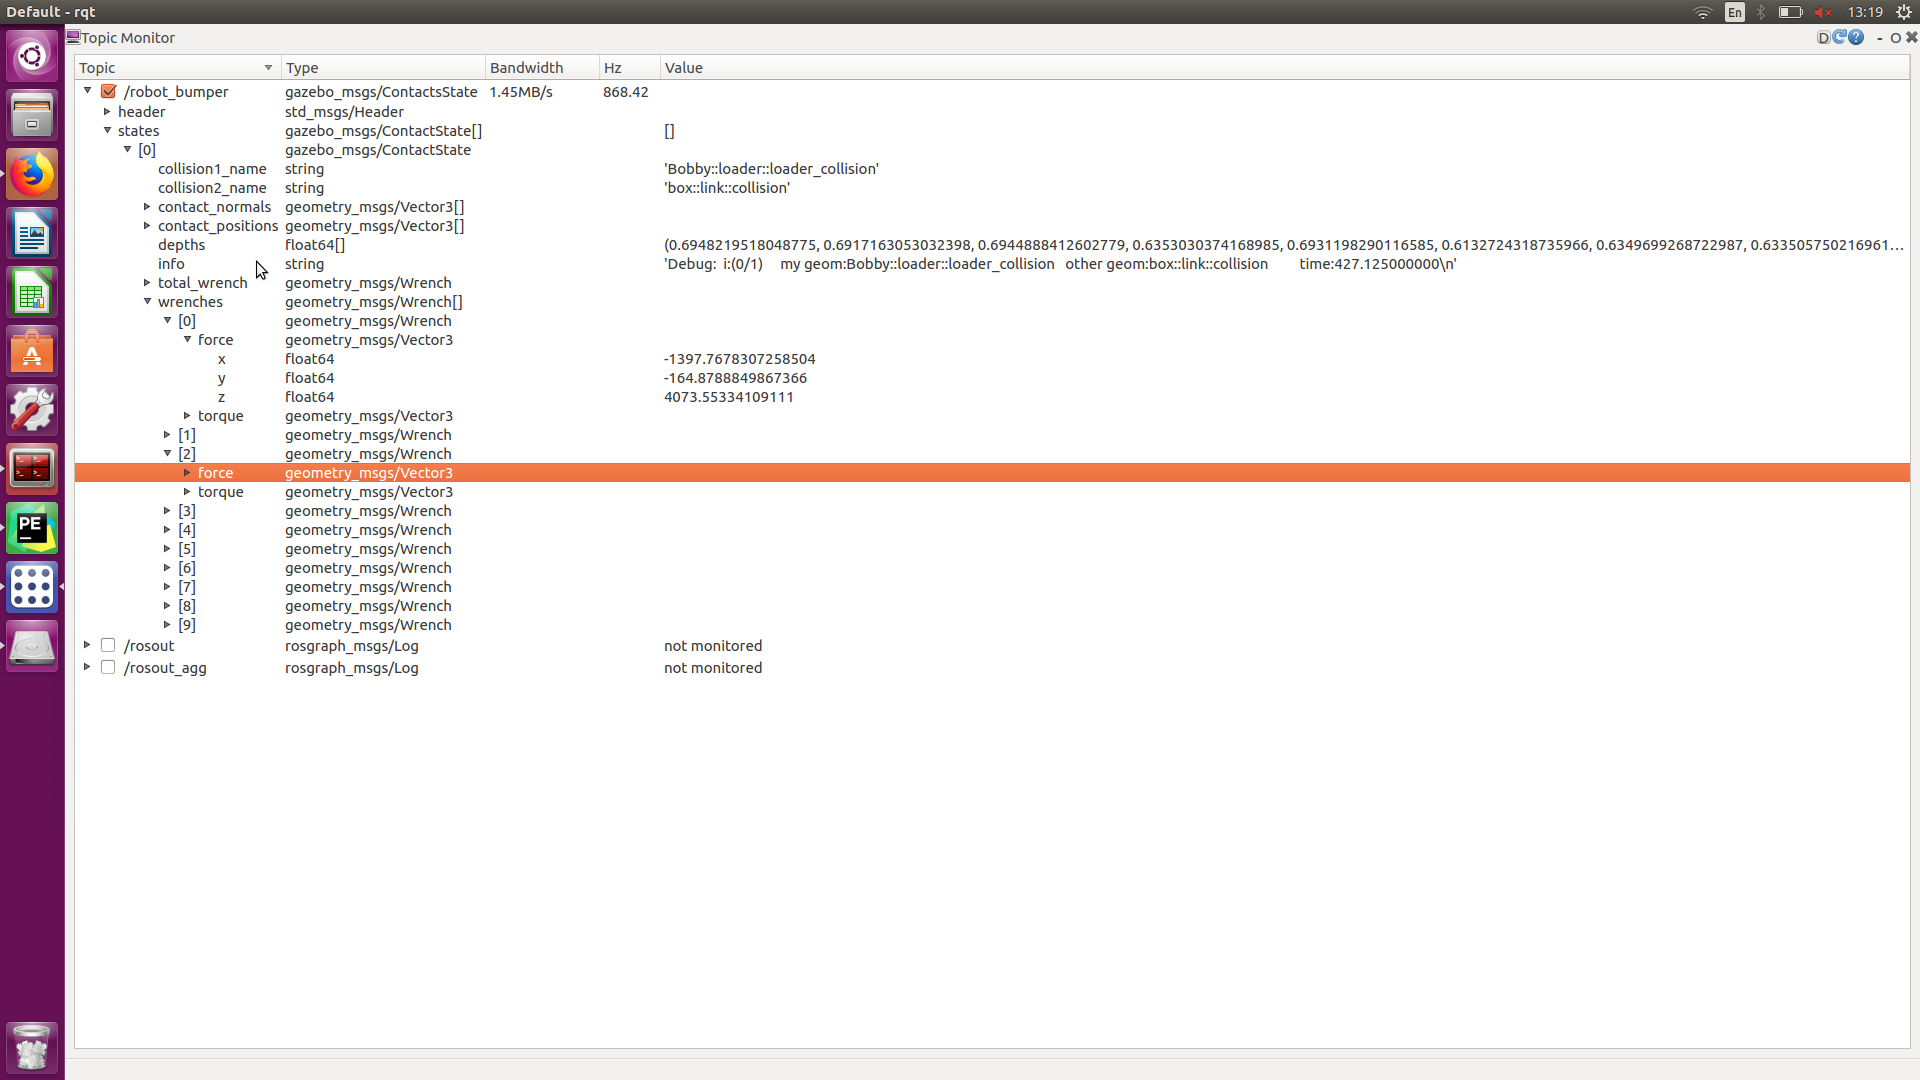 Default - rqt
En
13:19
Topic Monitor
D
- O
Topic Type Bandwidth Hz Value
/robot_bumper gazebo_msgs/ContactsState 1.45MB/s 868.42
header std_msgs/Header
states gazebo_msgs/ContactState[] []
[0] gazebo_msgs/ContactState
collision1_name string 'Bobby::loader::loader_collision'
collision2_name string 'box::link::collision'
contact_normals geometry_msgs/Vector3[]
contact_positions geometry_msgs/Vector3[]
depths float64[] (0.6948219518048775, 0.6917163053032398, 0.6944888412602779, 0.6353030374168985, 0.6931198290116585, 0.6132724318735966, 0.6349699268722987, 0.633505750216961...
info string 'Debug: i:(0/1) my geom:Bobby::loader::loader_collision other geom:box::link::collision time:427.125000000\n'
total_wrench geometry_msgs/Wrench
wrenches geometry_msgs/Wrench[]
[0] geometry_msgs/Wrench
force geometry_msgs/Vector3
x float64 -1397.7678307258504
y float64 -164.8788849867366
z float64 4073.55334109111
torque geometry_msgs/Vector3
[1] geometry_msgs/Wrench
[2] geometry_msgs/Wrench
force geometry_msgs/Vector3
torque geometry_msgs/Vector3
[3] geometry_msgs/Wrench
[4] geometry_msgs/Wrench
[5] geometry_msgs/Wrench
[6] geometry_msgs/Wrench
[7] geometry_msgs/Wrench
[8] geometry_msgs/Wrench
[9] geometry_msgs/Wrench
/rosout rosgraph_msgs/Log not monitored
/rosout_agg rosgraph_msgs/Log not monitored
PE